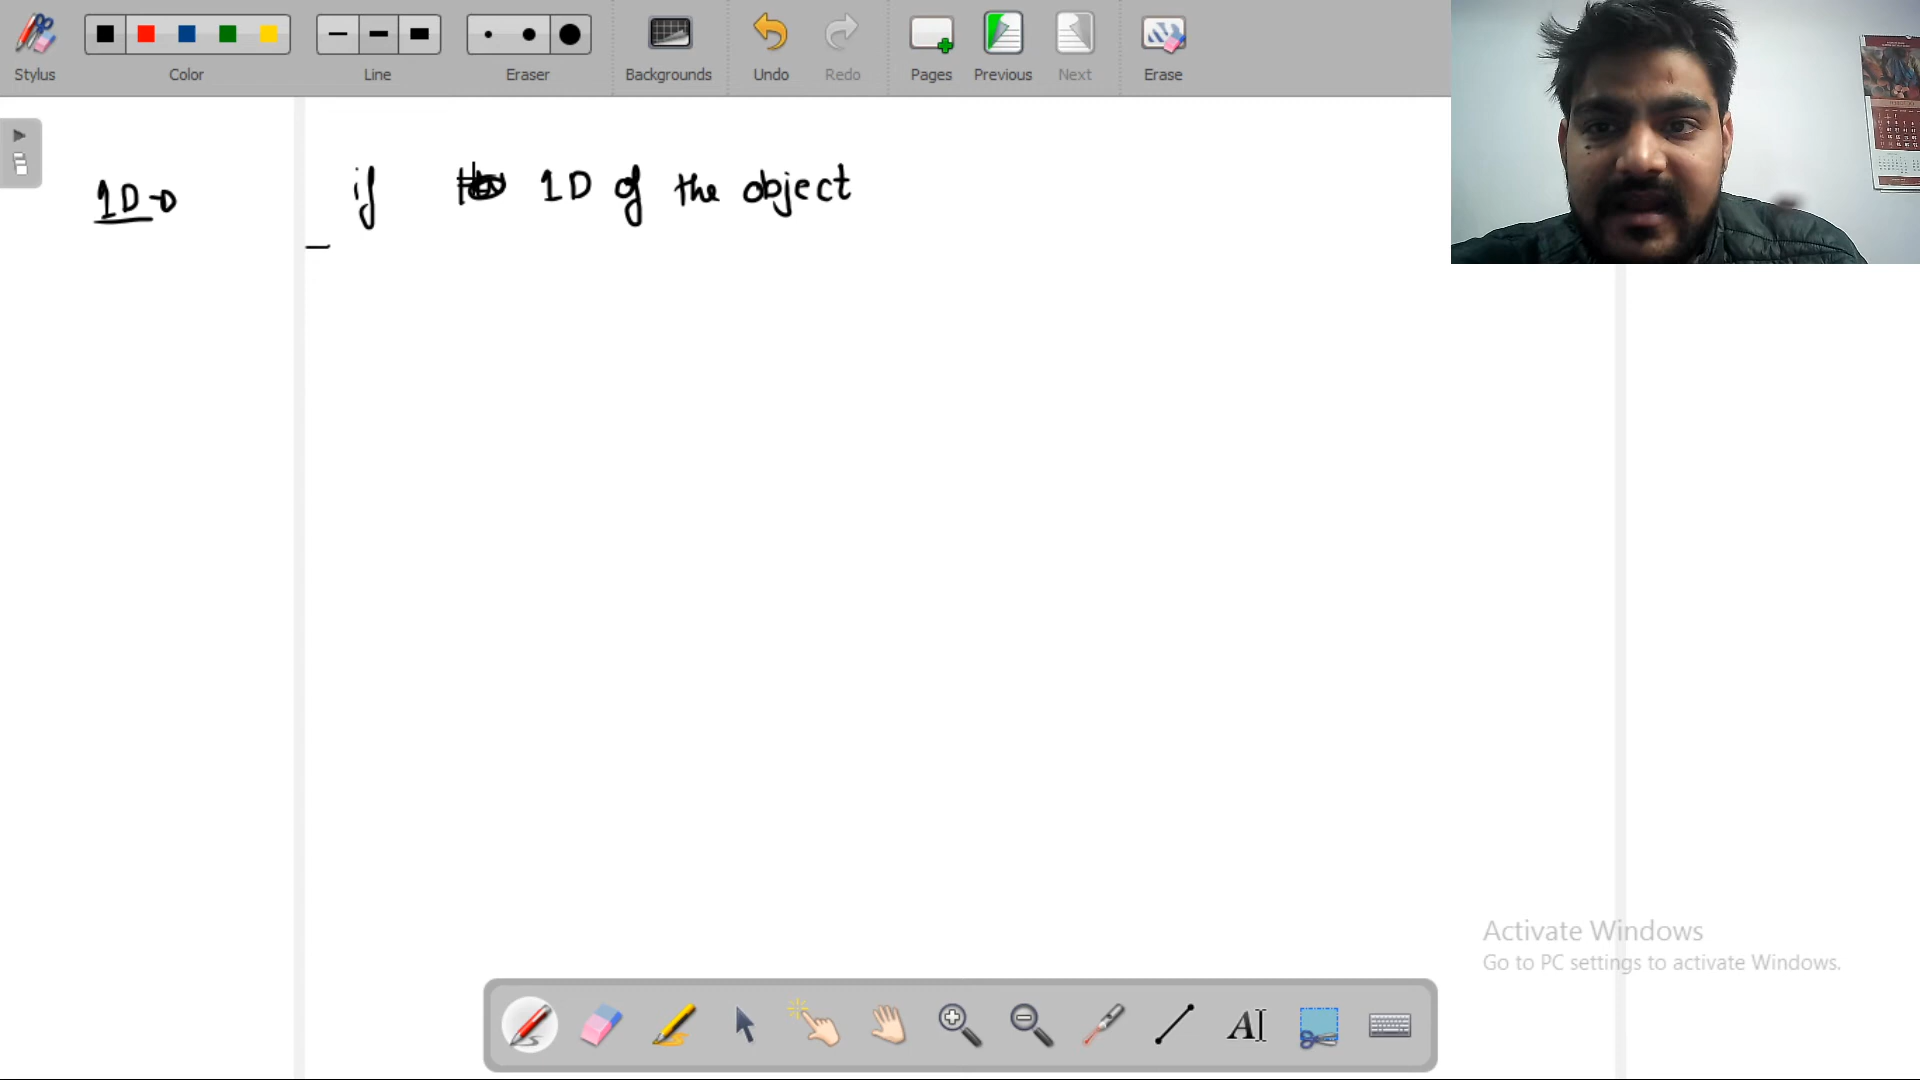 Stylus Color Line Eraser Backgrounds Undo Redo Pages Previous Next Erase
1D → if the 1D of the object
Activate Windows
Go to PC settings to activate Windows.